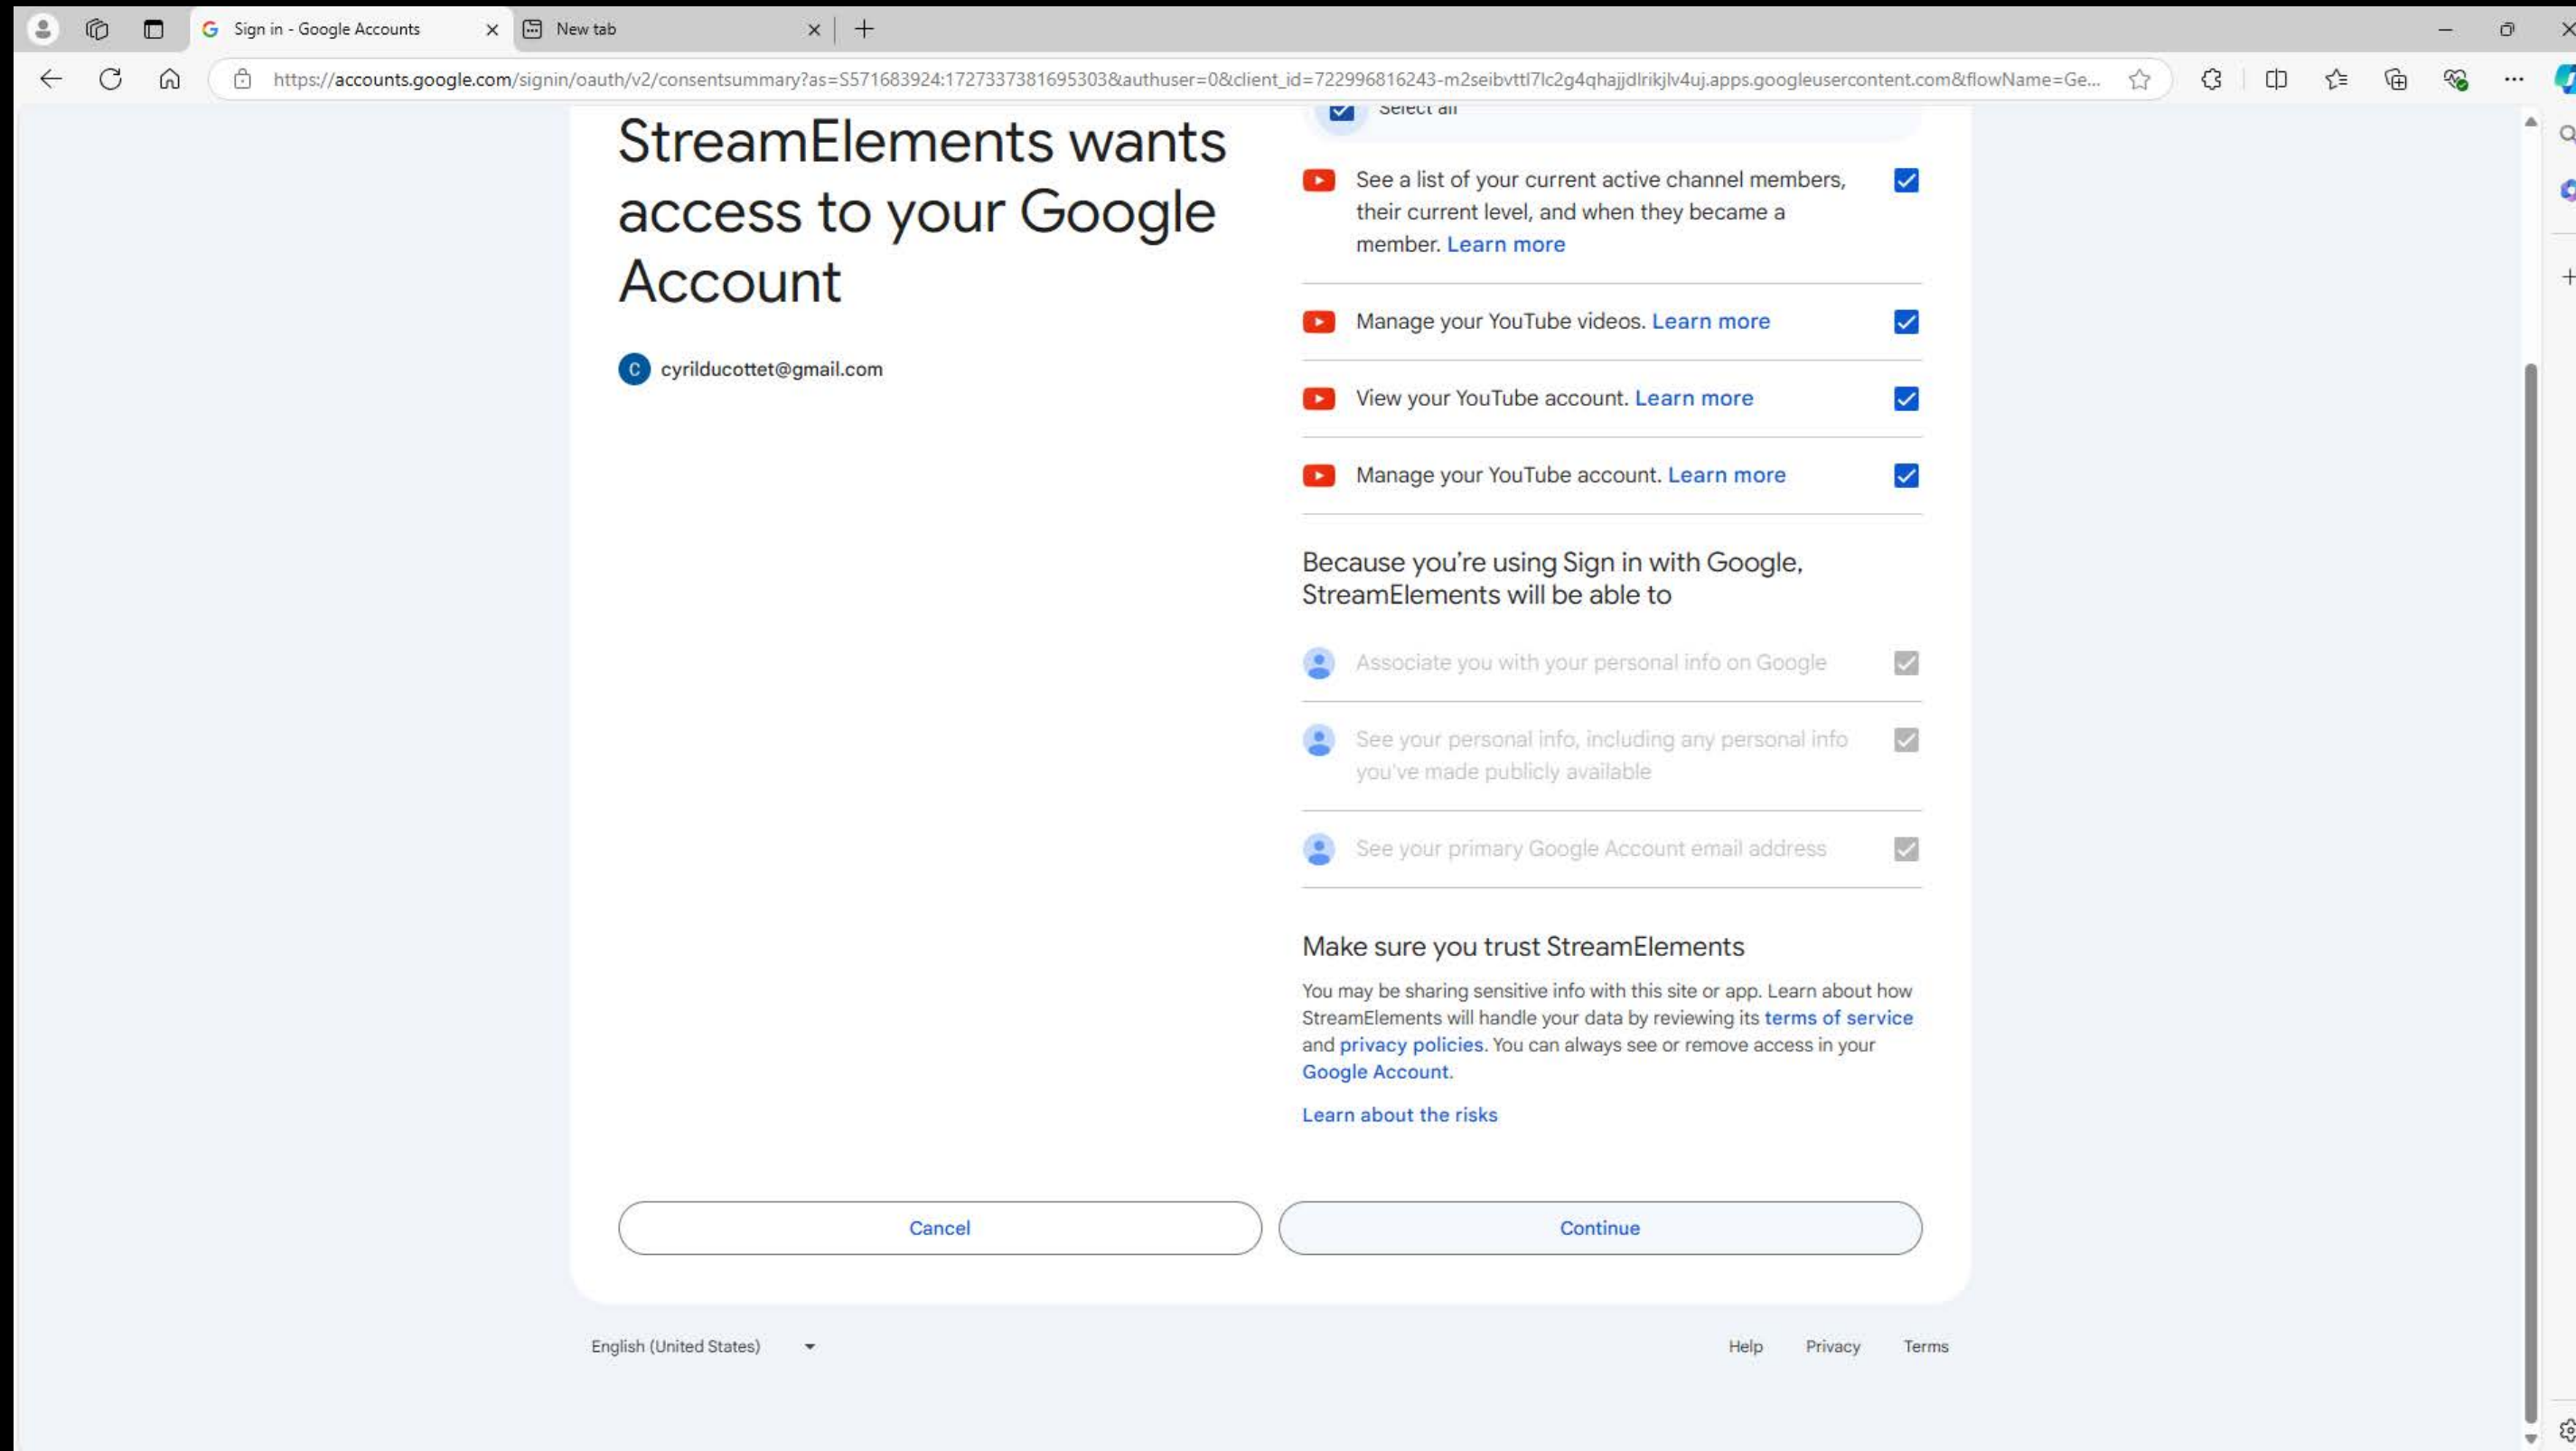 Sign in - Google Accounts
New tab
https://accounts.google.com/signin/oauth/v2/consentsummary?as=S571683924:1727337381695303&authuser=0&client_id=722996816243-m2seibvttl7lc2g4qhajjdlrikjlv4uj.apps.googleusercontent.com&flowName=Ge...
StreamElements wants
access to your Google
Account
C cyrilducottet@gmail.com
Select all
See a list of your current active channel members,
their current level, and when they became a
member. Learn more
Manage your YouTube videos. Learn more
View your YouTube account. Learn more
Manage your YouTube account. Learn more
Because you're using Sign in with Google,
StreamElements will be able to
Associate you with your personal info on Google
See your personal info, including any personal info
you've made publicly available
See your primary Google Account email address
Make sure you trust StreamElements
You may be sharing sensitive info with this site or app. Learn about how
StreamElements will handle your data by reviewing its terms of service
and privacy policies. You can always see or remove access in your
Google Account.
Learn about the risks
Cancel
Continue
English (United States)
Help Privacy Terms